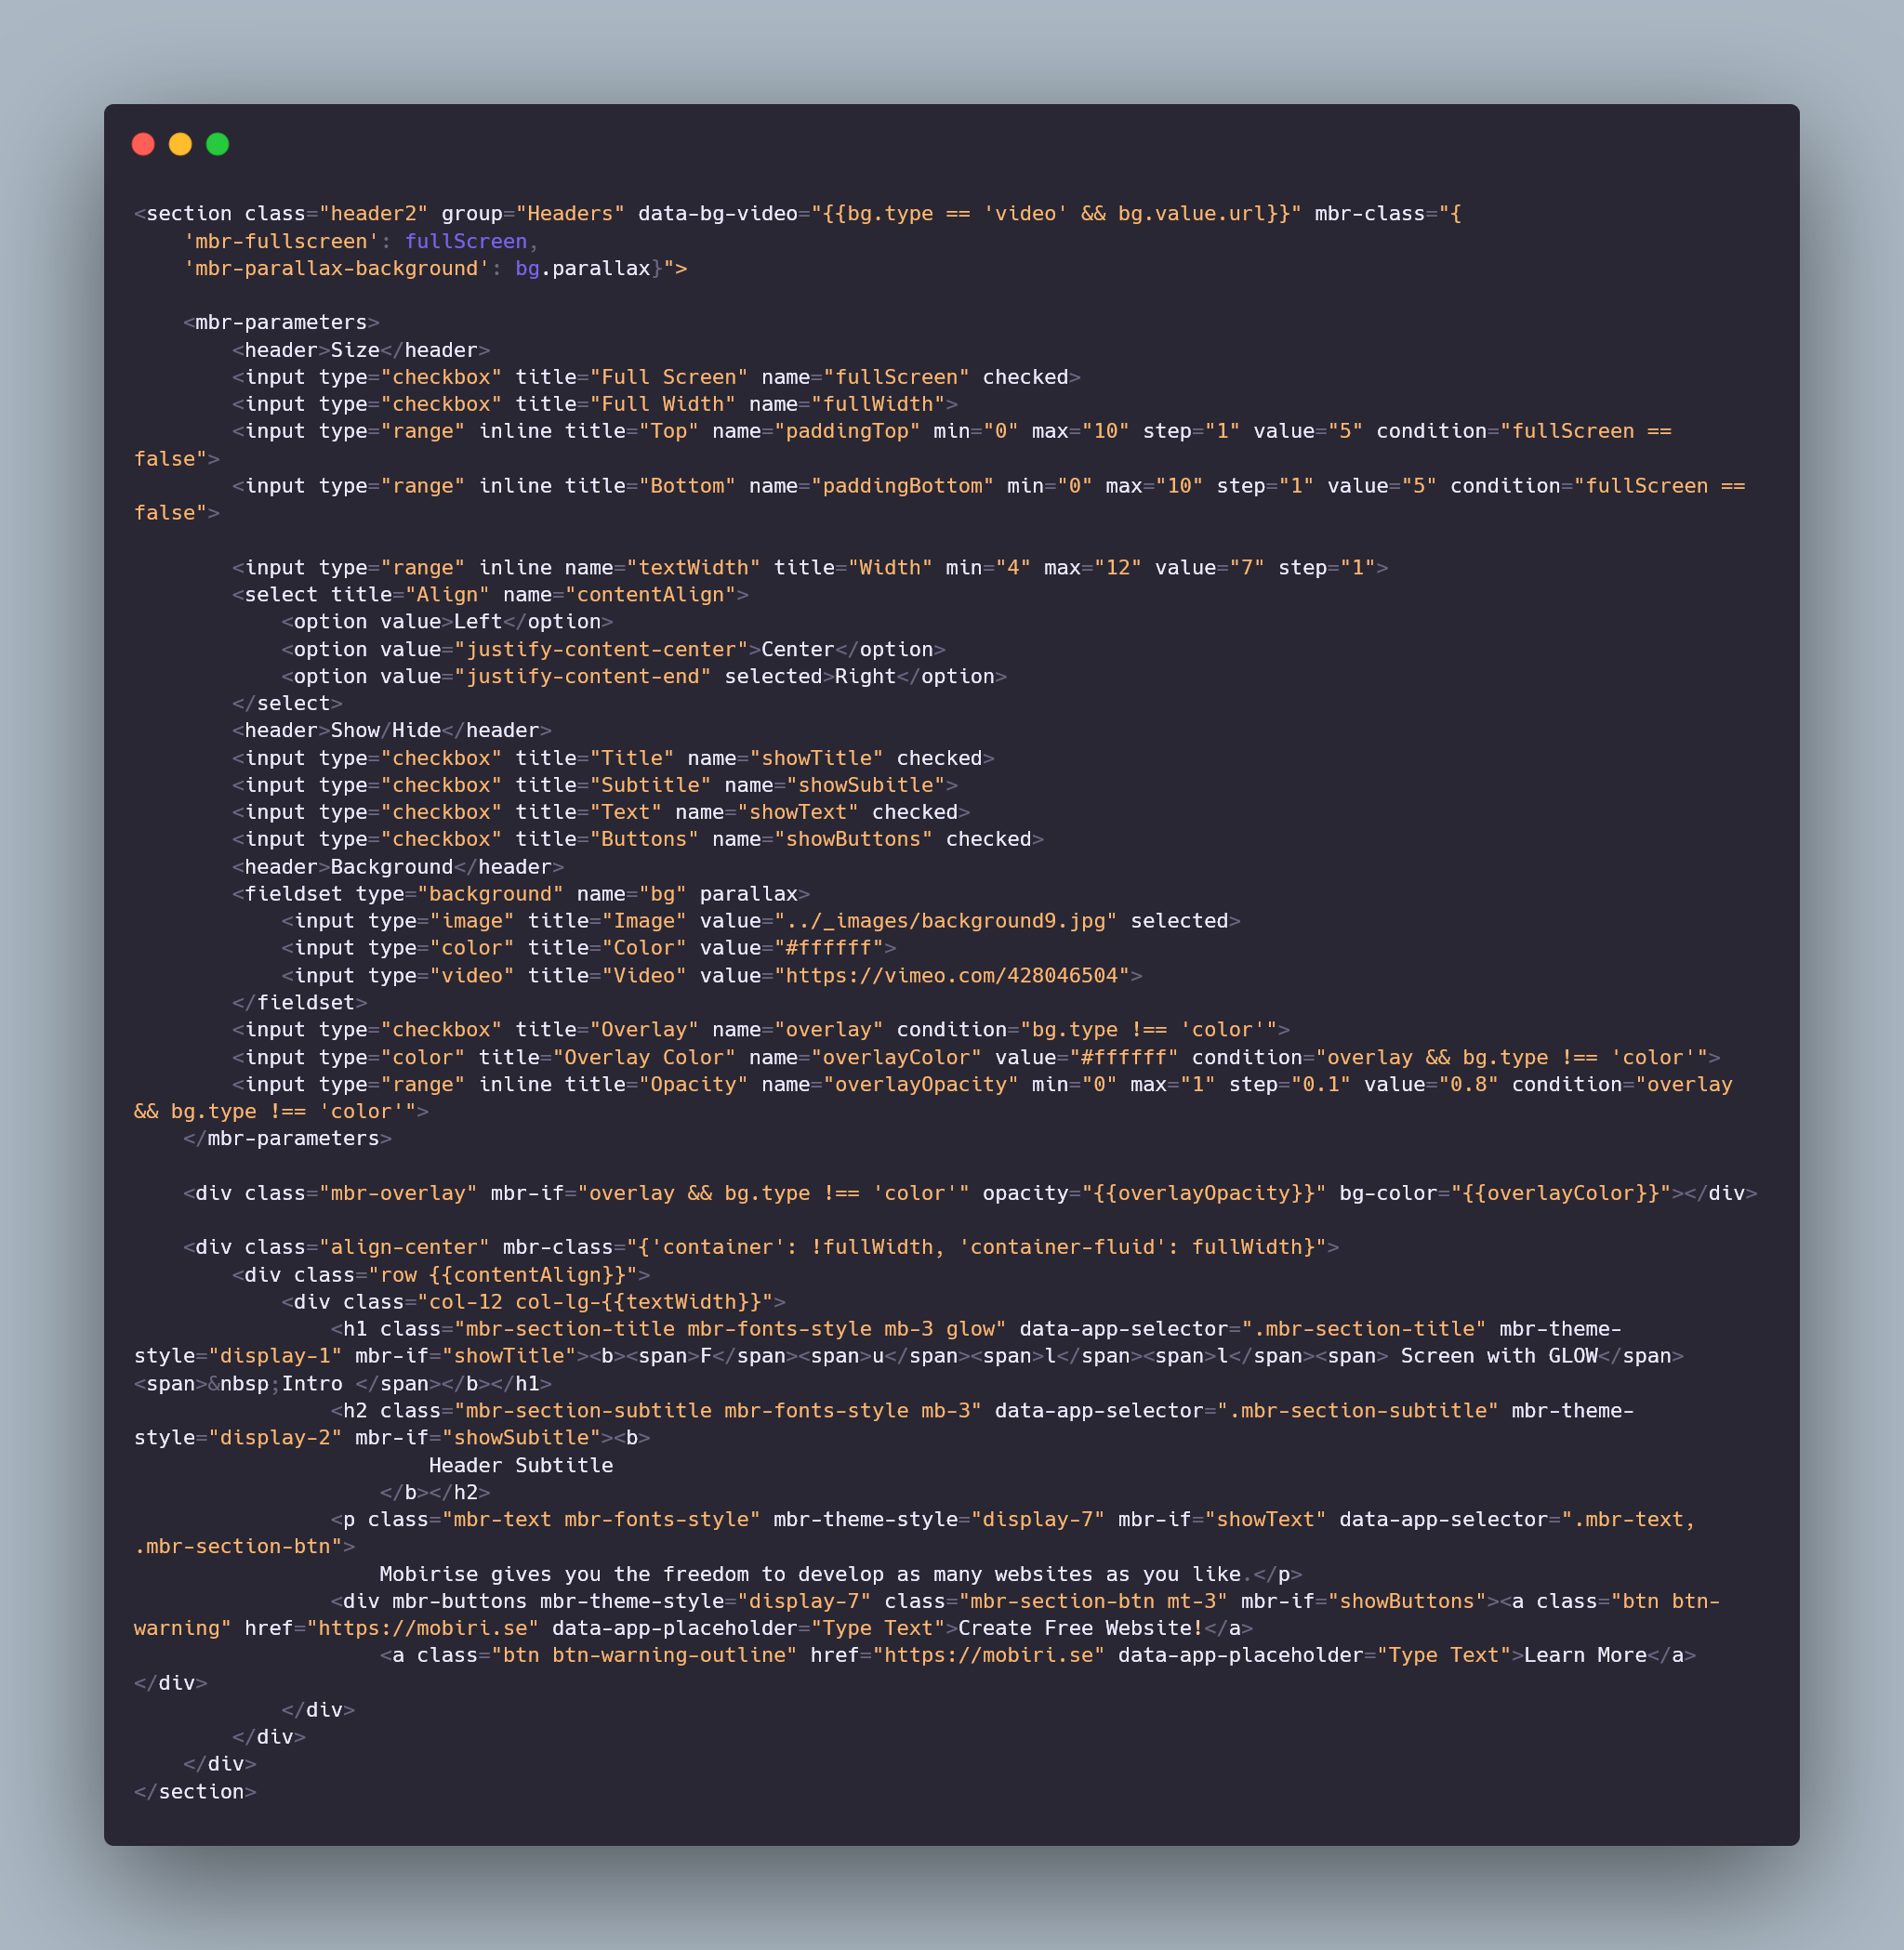 <section class="header2" group="Headers" data-bg-video="{{bg.type == 'video' && bg.value.url}}" mbr-class="{
    'mbr-fullscreen': fullScreen,
    'mbr-parallax-background': bg.parallax}">

    <mbr-parameters>
        <header>Size</header>
        <input type="checkbox" title="Full Screen" name="fullScreen" checked>
        <input type="checkbox" title="Full Width" name="fullWidth">
        <input type="range" inline title="Top" name="paddingTop" min="0" max="10" step="1" value="5" condition="fullScreen ==
false">
        <input type="range" inline title="Bottom" name="paddingBottom" min="0" max="10" step="1" value="5" condition="fullScreen ==
false">

        <input type="range" inline name="textWidth" title="Width" min="4" max="12" value="7" step="1">
        <select title="Align" name="contentAlign">
            <option value>Left</option>
            <option value="justify-content-center">Center</option>
            <option value="justify-content-end" selected>Right</option>
        </select>
        <header>Show/Hide</header>
        <input type="checkbox" title="Title" name="showTitle" checked>
        <input type="checkbox" title="Subtitle" name="showSubitle">
        <input type="checkbox" title="Text" name="showText" checked>
        <input type="checkbox" title="Buttons" name="showButtons" checked>
        <header>Background</header>
        <fieldset type="background" name="bg" parallax>
            <input type="image" title="Image" value="../_images/background9.jpg" selected>
            <input type="color" title="Color" value="#ffffff">
            <input type="video" title="Video" value="https://vimeo.com/428046504">
        </fieldset>
        <input type="checkbox" title="Overlay" name="overlay" condition="bg.type !== 'color'">
        <input type="color" title="Overlay Color" name="overlayColor" value="#ffffff" condition="overlay && bg.type !== 'color'">
        <input type="range" inline title="Opacity" name="overlayOpacity" min="0" max="1" step="0.1" value="0.8" condition="overlay
&& bg.type !== 'color'">
    </mbr-parameters>

    <div class="mbr-overlay" mbr-if="overlay && bg.type !== 'color'" opacity="{{overlayOpacity}}" bg-color="{{overlayColor}}"></div>

    <div class="align-center" mbr-class="{'container': !fullWidth, 'container-fluid': fullWidth}">
        <div class="row {{contentAlign}}">
            <div class="col-12 col-lg-{{textWidth}}">
                <h1 class="mbr-section-title mbr-fonts-style mb-3 glow" data-app-selector=".mbr-section-title" mbr-theme-
style="display-1" mbr-if="showTitle"><b><span>F</span><span>u</span><span>l</span><span>l</span><span> Screen with GLOW</span>
<span>&nbsp;Intro </span></b></h1>
                <h2 class="mbr-section-subtitle mbr-fonts-style mb-3" data-app-selector=".mbr-section-subtitle" mbr-theme-
style="display-2" mbr-if="showSubitle"><b>
                        Header Subtitle
                    </b></h2>
                <p class="mbr-text mbr-fonts-style" mbr-theme-style="display-7" mbr-if="showText" data-app-selector=".mbr-text,
.mbr-section-btn">
                    Mobirise gives you the freedom to develop as many websites as you like.</p>
                <div mbr-buttons mbr-theme-style="display-7" class="mbr-section-btn mt-3" mbr-if="showButtons"><a class="btn btn-
warning" href="https://mobiri.se" data-app-placeholder="Type Text">Create Free Website!</a>
                    <a class="btn btn-warning-outline" href="https://mobiri.se" data-app-placeholder="Type Text">Learn More</a>
</div>
            </div>
        </div>
    </div>
</section>